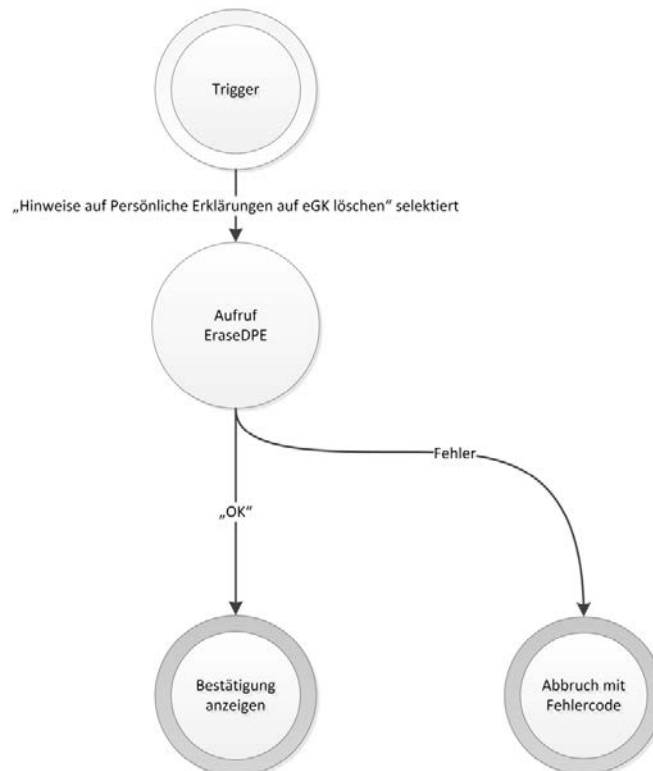 Trigger
„Hinweise auf Persönliche Erklärungen auf eGK löschen“ selektiert
Aufruf
EraseDPE
Fehler
„OK“
Bestätigung
anzeigen
Abbruch mit
Fehlercode